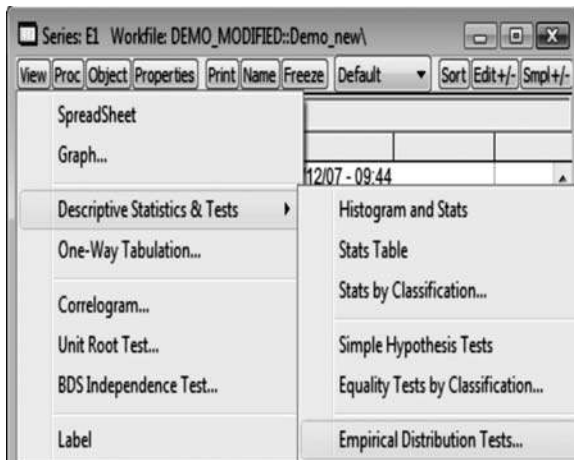 Series: E1 Workfile: DEMO_MODIFIED::Demo_new\
View Proc Object Properties Print Name Freeze Default Sort Edit+/- Smpl+/-
SpreadSheet
Graph...
12/07 - 09:44
Descriptive Statistics & Tests
One-Way Tabulation...
Correlogram...
Unit Root Test...
BDS Independence Test...
Label
Histogram and Stats
Stats Table
Stats by Classification...
Simple Hypothesis Tests
Equality Tests by Classification...
Empirical Distribution Tests...